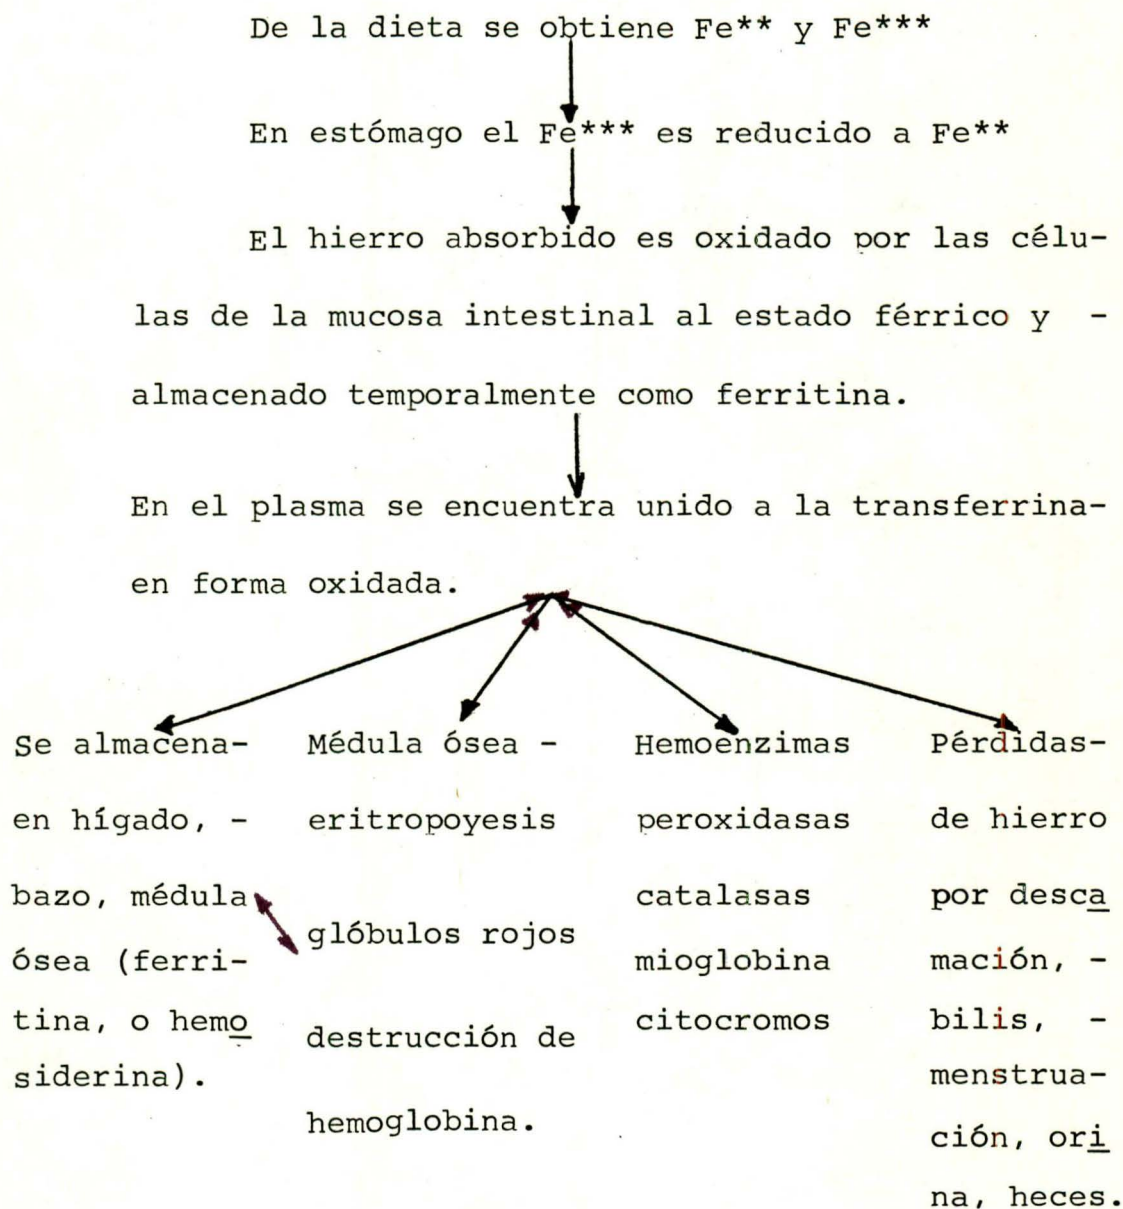 De la dieta se obtiene Fe** y Fe***
En estómago el Fe*** es reducido a Fe**
El hierro absorbido es oxidado por las célu-
las de la mucosa intestinal al estado férrico y -
almacenado temporalmente como ferritina.
En el plasma se encuentra unido a la transferrina-
en forma oxidada.
Se almacena-
en hígado, -
bazo, médula
ósea (ferri-
tina, o hemo
siderina).
Médula ósea -
eritropoyesis
glóbulos rojos
destrucción de
hemoglobina.
Hemoenzimas
peroxidasas
catalasas
mioglobina
citocromos
Pérdidas-
de hierro
por desca
mación, -
bilis, -
menstrua-
ción, ori
na, heces.